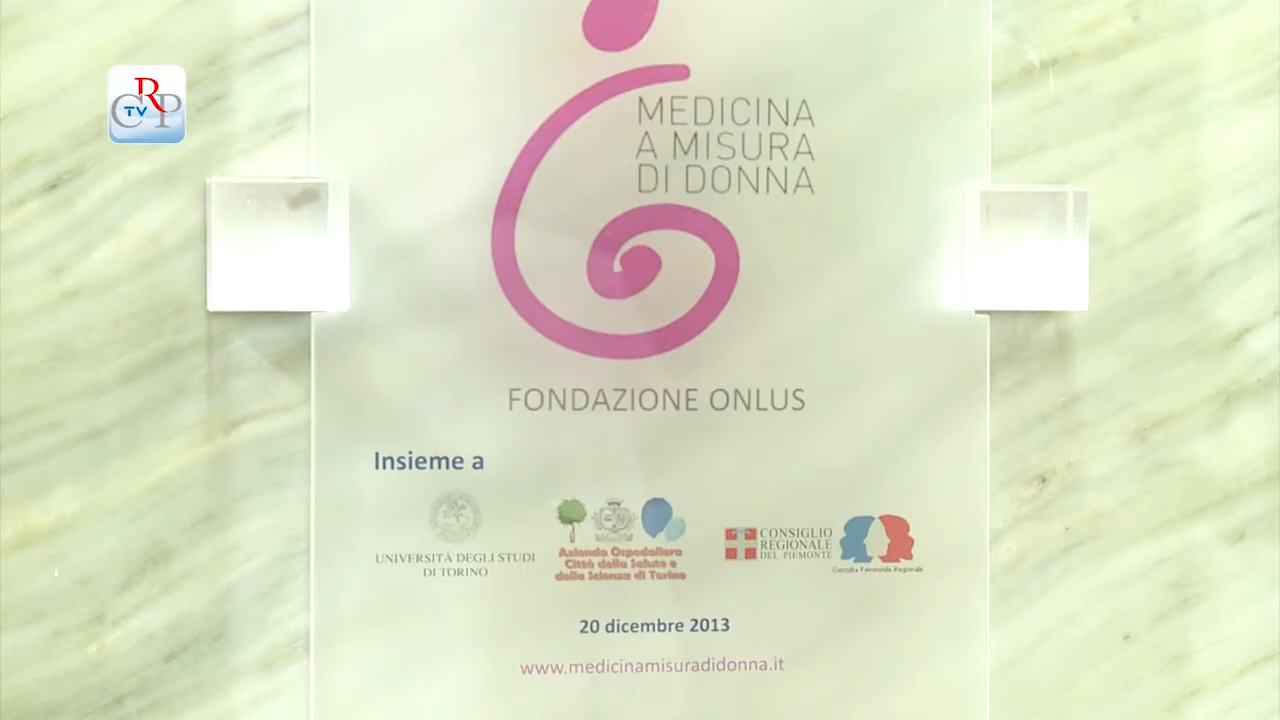 CRP
TV
MEDICINA
A MISURA
DI DONNA
FONDAZIONE ONLUS
Insieme a
UNIVERSITÀ DEGLI STUDI
DI TORINO
Azienda Ospedaliera
Città della Salute e
della Scienza di Torino
CONSIGLIO
REGIONALE
DEL PIEMONTE
Consulta Femminile Regionale
20 dicembre 2013
www.medicinamisuradidonna.it